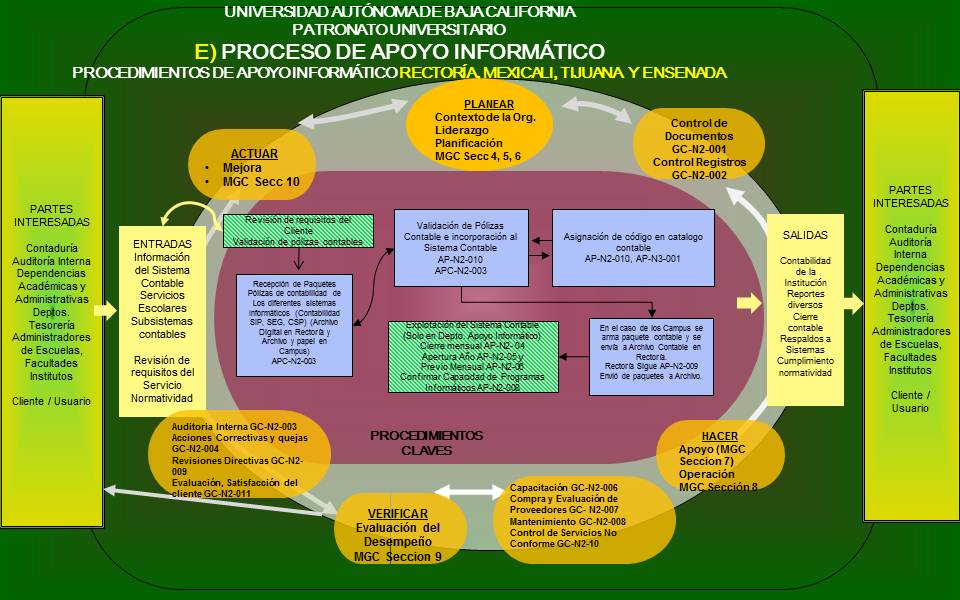 UNIVERSIDAD AUTÓNOMA DE BAJA CALIFORNIA
PATRONATO UNIVERSITARIO
E) PROCESO DE APOYO INFORMÁTICO
PROCEDIMIENTOS DE APOYO INFORMÁTICO RECTORÍA, MEXICALI, TIJUANA Y ENSENADA
PARTES
INTERESADAS
Contaduría
Auditoría Interna
Dependencias
Académicas y
Administrativas
Deptos.
Tesorería
Administradores
de Escuelas,
Facultades
Institutos
Cliente / Usuario
ENTRADAS
Información
del Sistema
Contable
Servicios
Escolares
Subsistemas
contables
Revisión de
requisitos del
Servicio
Normatividad
ACTUAR
• Mejora
• MGC Secc 10
PLANEAR
Contexto de la Org.
Liderazgo
Planificación
MGC Secc 4, 5, 6
Control de
Documentos
GC-N2-001
Control Registros
GC-N2-002
Revisión de requisitos del
Cliente
Validación de pólizas contables
Recepción de Paquetes
Pólizas de contabilidad de
Los diferentes sistemas
informáticos (Contabilidad
SIP, SEG, CSP) (Archivo
Digital en Rectoría y
Archivo y papel en
Campus)
APC-N2-003
Validación de Pólizas
Contable e incorporación al
Sistema Contable
AP-N2-010
APC-N2-003
Asignación de código en catalogo
contable
AP-N2-010, AP-N3-001
Explotación del Sistema Contable
(Solo en Depto. Apoyo Informático)
Cierre mensual AP-N2- 04
Apertura Año AP-N2-05 y
Previo Mensual AP-N2-06
Confirmar Capacidad de Programas
Informáticos AP-N2-008
En el caso de los Campus se
arma paquete contable y se
envía a Archivo Contable en
Rectoría.
Rectoría Sigue AP-N2-009
Envió de paquetes a Archivo.
PROCEDIMIENTOS
CLAVES
SALIDAS
Contabilidad
de la
Institución
Reportes
diversos
Cierre
contable
Respaldos a
Sistemas
Cumplimiento
normatividad
PARTES
INTERESADAS
Contaduría
Auditoría
Interna
Dependencias
Académicas y
Administrativas
Deptos.
Tesorería
Administradores
de Escuelas,
Facultades
Institutos
Cliente /
Usuario
Auditoria Interna GC-N2-003
Acciones Correctivas y quejas
GC-N2-004
Revisiones Directivas GC-N2-
009
Evaluación, Satisfacción del
cliente GC-N2-011
VERIFICAR
Evaluación del
Desempeño
MGC Seccion 9
Capacitación GC-N2-006
Compra y Evaluación de
Proveedores GC- N2-007
Mantenimiento GC-N2-008
Control de Servicios No
Conforme GC-N2-10
HACER
Apoyo (MGC
Seccion 7)
Operación
MGC Sección 8